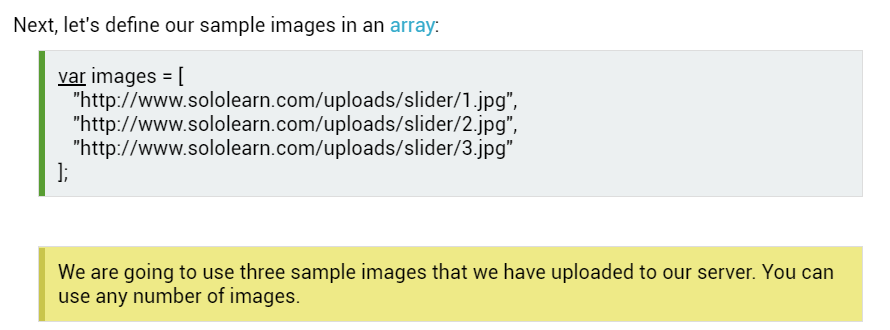 Next, let's define our sample images in an array:
var images = [
"http://www.sololearn.com/uploads/slider/1.jpg",
"http://www.sololearn.com/uploads/slider/2.jpg",
"http://www.sololearn.com/uploads/slider/3.jpg"
];
We are going to use three sample images that we have uploaded to our server. You can
use any number of images.